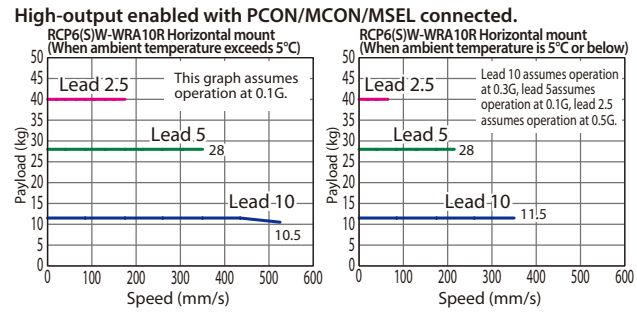 High-output enabled with PCON/MCON/MSEL connected.
RCP6(S)W-WRA10R Horizontal mount
(When ambient temperature exceeds 5°C)
50
45
40
35
30
25
20
15
10
5
0
Payload (kg)
Lead 2.5
This graph assumes
operation at 0.1G.
Lead 5
28
Lead 10
10.5
0 100 200 300 400 500 600
Speed (mm/s)
RCP6(S)W-WRA10R Horizontal mount
(When ambient temperature is 5°C or below)
50
45
40
35
30
25
20
15
10
5
0
Payload (kg)
Lead 2.5
Lead 10 assumes operation
at 0.3G, lead 5assumes
operation at 0.1G, lead 2.5
assumes operation at 0.5G.
Lead 5
28
Lead 10
11.5
0 100 200 300 400 500 600
Speed (mm/s)